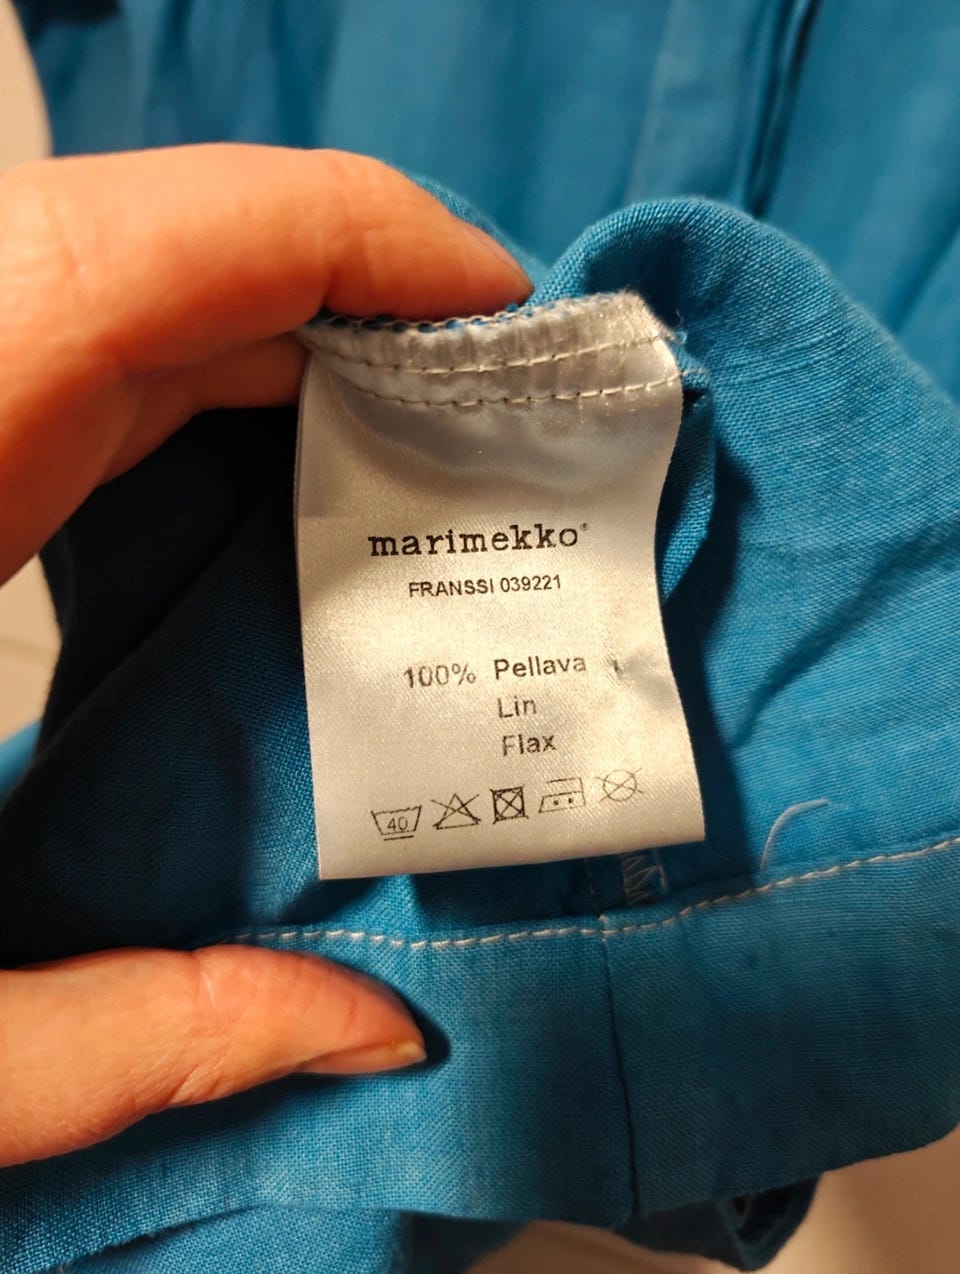 marimekko®
FRANSSI 039221
100% Pellava
Lin
Flax
40